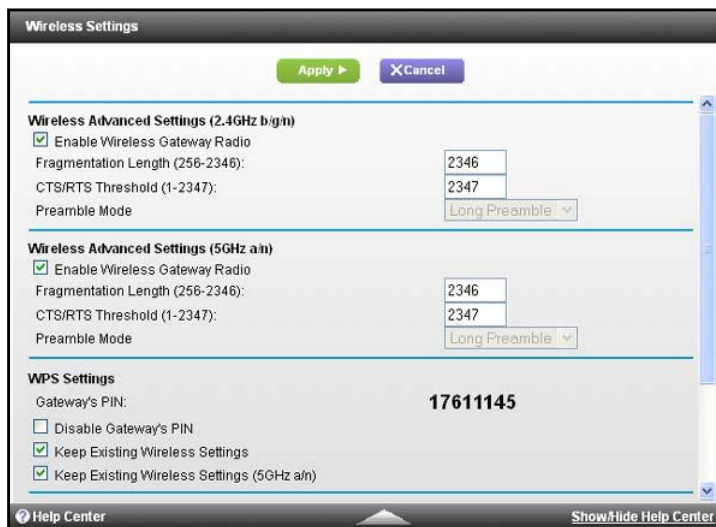 Wireless Settings
Apply
Cancel
Wireless Advanced Settings (2.4GHz b/g/n)
Enable Wireless Gateway Radio
Fragmentation Length (256-2346): 2346
CTS/RTS Threshold (1-2347): 2347
Preamble Mode Long Preamble
Wireless Advanced Settings (5GHz a/n)
Enable Wireless Gateway Radio
Fragmentation Length (256-2346): 2346
CTS/RTS Threshold (1-2347): 2347
Preamble Mode Long Preamble
WPS Settings
Gateway's PIN: 17611145
Disable Gateway's PIN
Keep Existing Wireless Settings
Keep Existing Wireless Settings (5GHz a/n)
Help Center Show/Hide Help Center